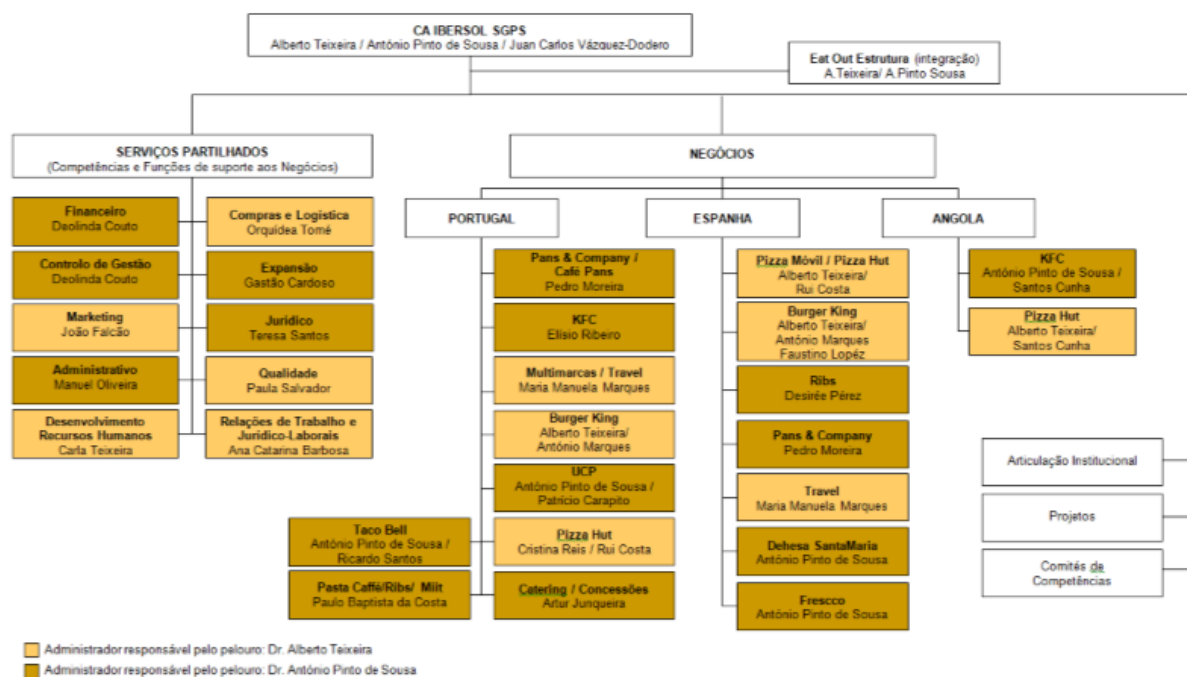 CA IBERSOL SGPS
Alberto Teixeira / António Pinto de Sousa / Juan Carlos Vázquez-Dodero
Eat Out Estrutura (integração)
A.Teixeira/ A.Pinto Sousa
SERVIÇOS PARTILHADOS
(Competências e Funções de suporte aos Negócios)
NEGÓCIOS
Financeiro
Deolinda Couto
Compras e Logística
Orquídea Tomé
Controlo de Gestão
Deolinda Couto
Expansão
Gastão Cardoso
Marketing
João Falcão
Jurídico
Teresa Santos
Administrativo
Manuel Oliveira
Qualidade
Paula Salvador
Desenvolvimento
Recursos Humanos
Carla Teixeira
Relações de Trabalho e
Jurídico-Laborais
Ana Catarina Barbosa
PORTUGAL
Pans & Company /
Café Pans
Pedro Moreira
KFC
Elísio Ribeiro
Multimarcas / Travel
Maria Manuela Marques
Burger King
Alberto Teixeira/
António Marques
UCP
António Pinto de Sousa /
Patrício Carapito
Taco Bell
António Pinto de Sousa /
Ricardo Santos
Pizza Hut
Cristina Reis / Rui Costa
Pasta Caffé/Ribs/ Miit
Paulo Baptista da Costa
Catering / Concessões
Artur Junqueira
ESPANHA
Pizza Móvil / Pizza Hut
Alberto Teixeira/
Rui Costa
Burger King
Alberto Teixeira/
António Marques
Faustino Lopéz
Ribs
Desirée Pérez
Pans & Company
Pedro Moreira
Travel
Maria Manuela Marques
Dehesa SantaMaria
António Pinto de Sousa
Frescco
António Pinto de Sousa
ANGOLA
KFC
António Pinto de Sousa /
Santos Cunha
Pizza Hut
Alberto Teixeira/
Santos Cunha
Articulação Institucional
Projetos
Comités de
Competências
Administrador responsável pelo pelouro: Dr. Alberto Teixeira
Administrador responsável pelo pelouro: Dr. António Pinto de Sousa